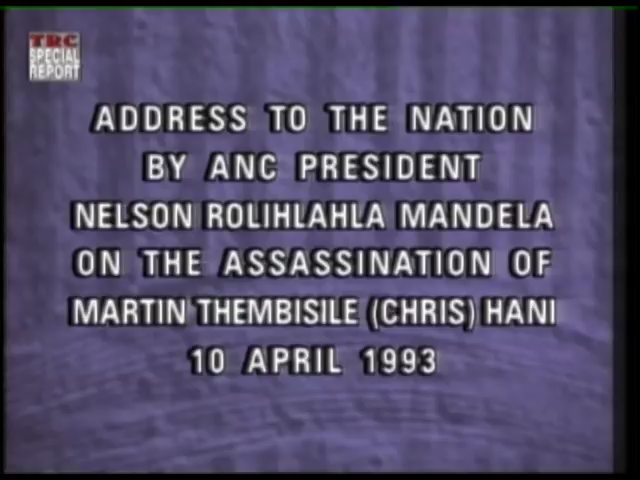 TRC
SPECIAL
REPORT
ADDRESS TO THE NATION
BY ANC PRESIDENT
NELSON ROLIHLAHLA MANDELA
ON THE ASSASSINATION OF
MARTIN THEMBISILE (CHRIS) HANI
10 APRIL 1993